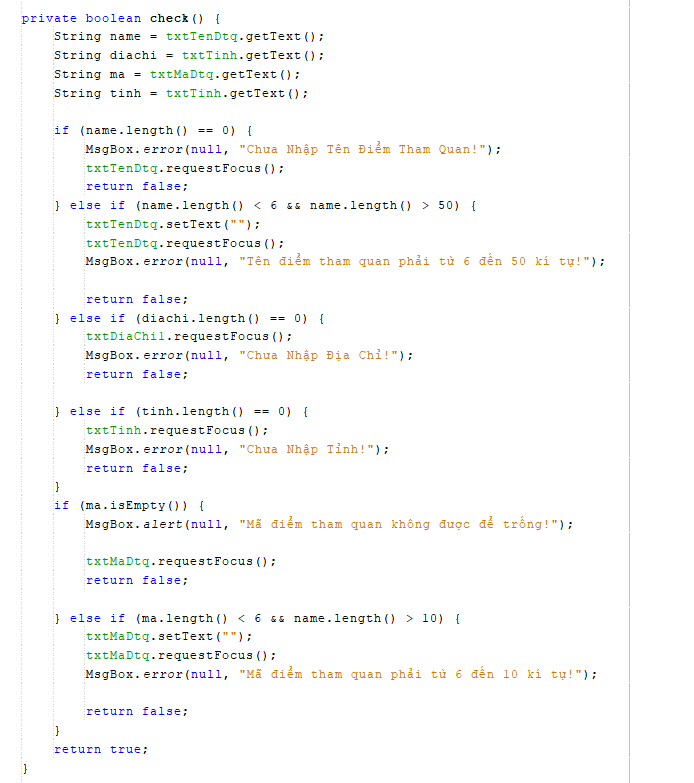 private boolean check() {
    String name = txtTenDtq.getText();
    String diachi = txtTinh.getText();
    String ma = txtMaDtq.getText();
    String tinh = txtTinh.getText();
    if (name.length() == 0) {
        MsgBox.error(null, "Chưa Nhập Tên Điểm Tham Quan!");
        txtTenDtq.requestFocus();
        return false;
    } else if (name.length() < 6 && name.length() > 50) {
        txtTenDtq.setText("");
        txtTenDtq.requestFocus();
        MsgBox.error(null, "Tên điểm tham quan phải từ 6 đến 50 kí tự!");
        return false;
    } else if (diachi.length() == 0) {
        txtDiaChi1.requestFocus();
        MsgBox.error(null, "Chưa Nhập Địa Chỉ!");
        return false;
    } else if (tinh.length() == 0) {
        txtTinh.requestFocus();
        MsgBox.error(null, "Chưa Nhập Tỉnh!");
        return false;
    }
    if (ma.isEmpty()) {
        MsgBox.alert(null, "Mã điểm tham quan không được để trống!");
        txtMaDtq.requestFocus();
        return false;
    } else if (ma.length() < 6 && name.length() > 10) {
        txtMaDtq.setText("");
        txtMaDtq.requestFocus();
        MsgBox.error(null, "Mã điểm tham quan phải từ 6 đến 10 kí tự!");
        return false;
    }
    return true;
}